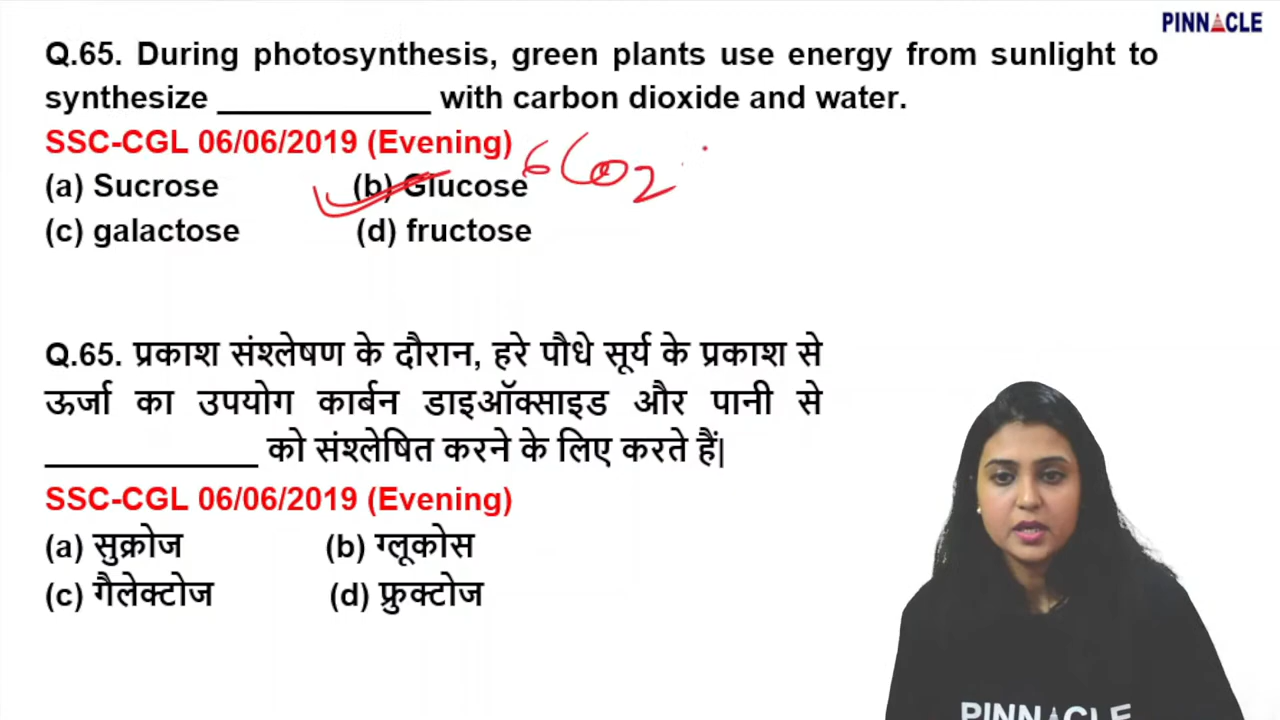 PINNACLE
Q.65. During photosynthesis, green plants use energy from sunlight to
synthesize _____________ with carbon dioxide and water.
SSC-CGL 06/06/2019 (Evening)
6CO2
(a) Sucrose (b) Glucose
(c) galactose (d) fructose
Q.65. प्रकाश संश्लेषण के दौरान, हरे पौधे सूर्य के प्रकाश से
ऊर्जा का उपयोग कार्बन डाइऑक्साइड और पानी से
_____________ को संश्लेषित करने के लिए करते हैं|
SSC-CGL 06/06/2019 (Evening)
(a) सुक्रोज (b) ग्लूकोस
(c) गैलेक्टोज (d) फ्रुक्टोज
PINNACLE